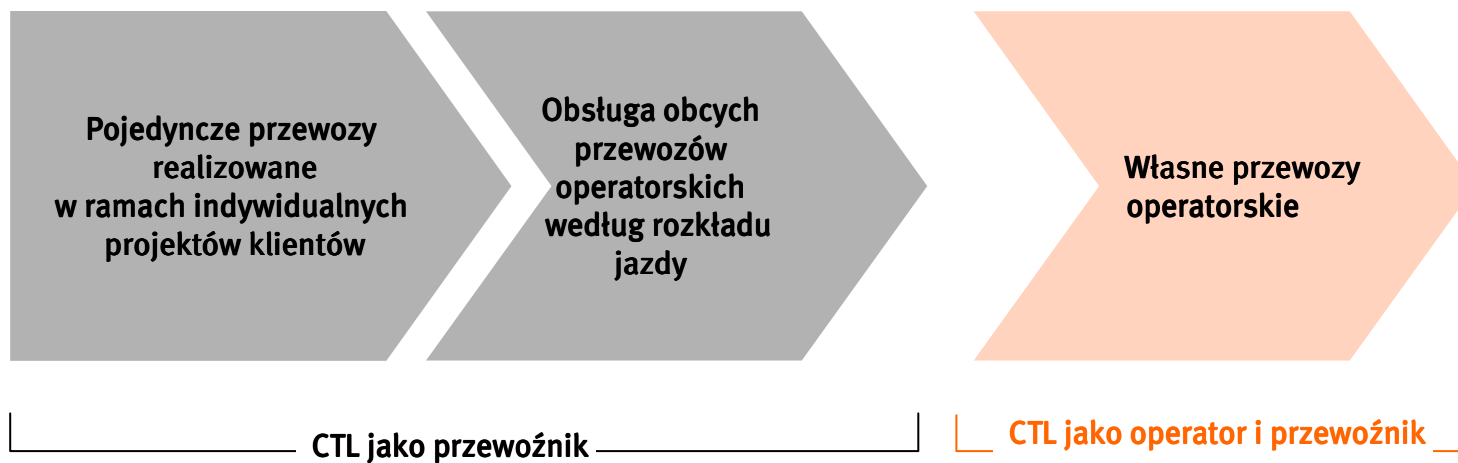 Pojedyncze przewozy
realizowane
w ramach indywidualnych
projektów klientów
Obsługa obcych
przewozów
operatorskich
według rozkładu
jazdy
Własne przewozy
operatorskie
CTL jako przewoźnik
CTL jako operator i przewoźnik